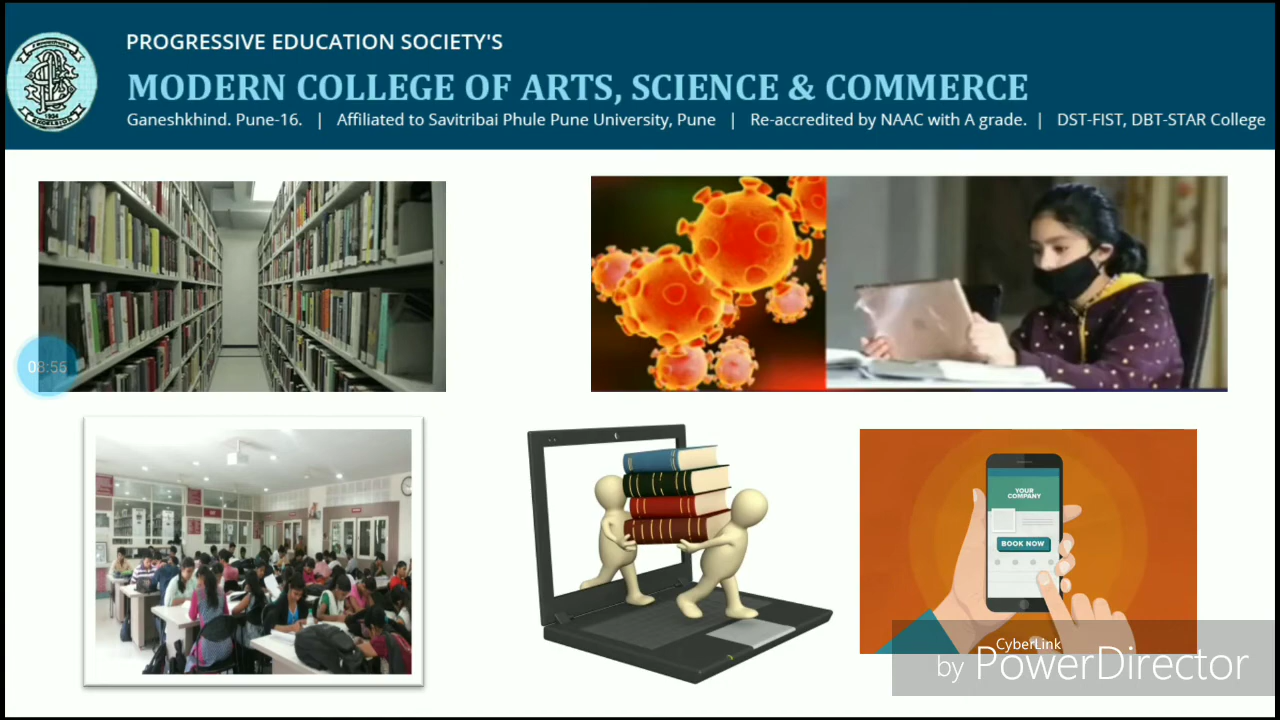 PROGRESSIVE EDUCATION SOCIETY'S
MODERN COLLEGE OF ARTS, SCIENCE & COMMERCE
Ganeshkhind. Pune-16. | Affiliated to Savitribai Phule Pune University, Pune | Re-accredited by NAAC with A grade. | DST-FIST, DBT-STAR College
1934
08:56
YOUR
COMPANY
BOOK NOW
CyberLink
by PowerDirector